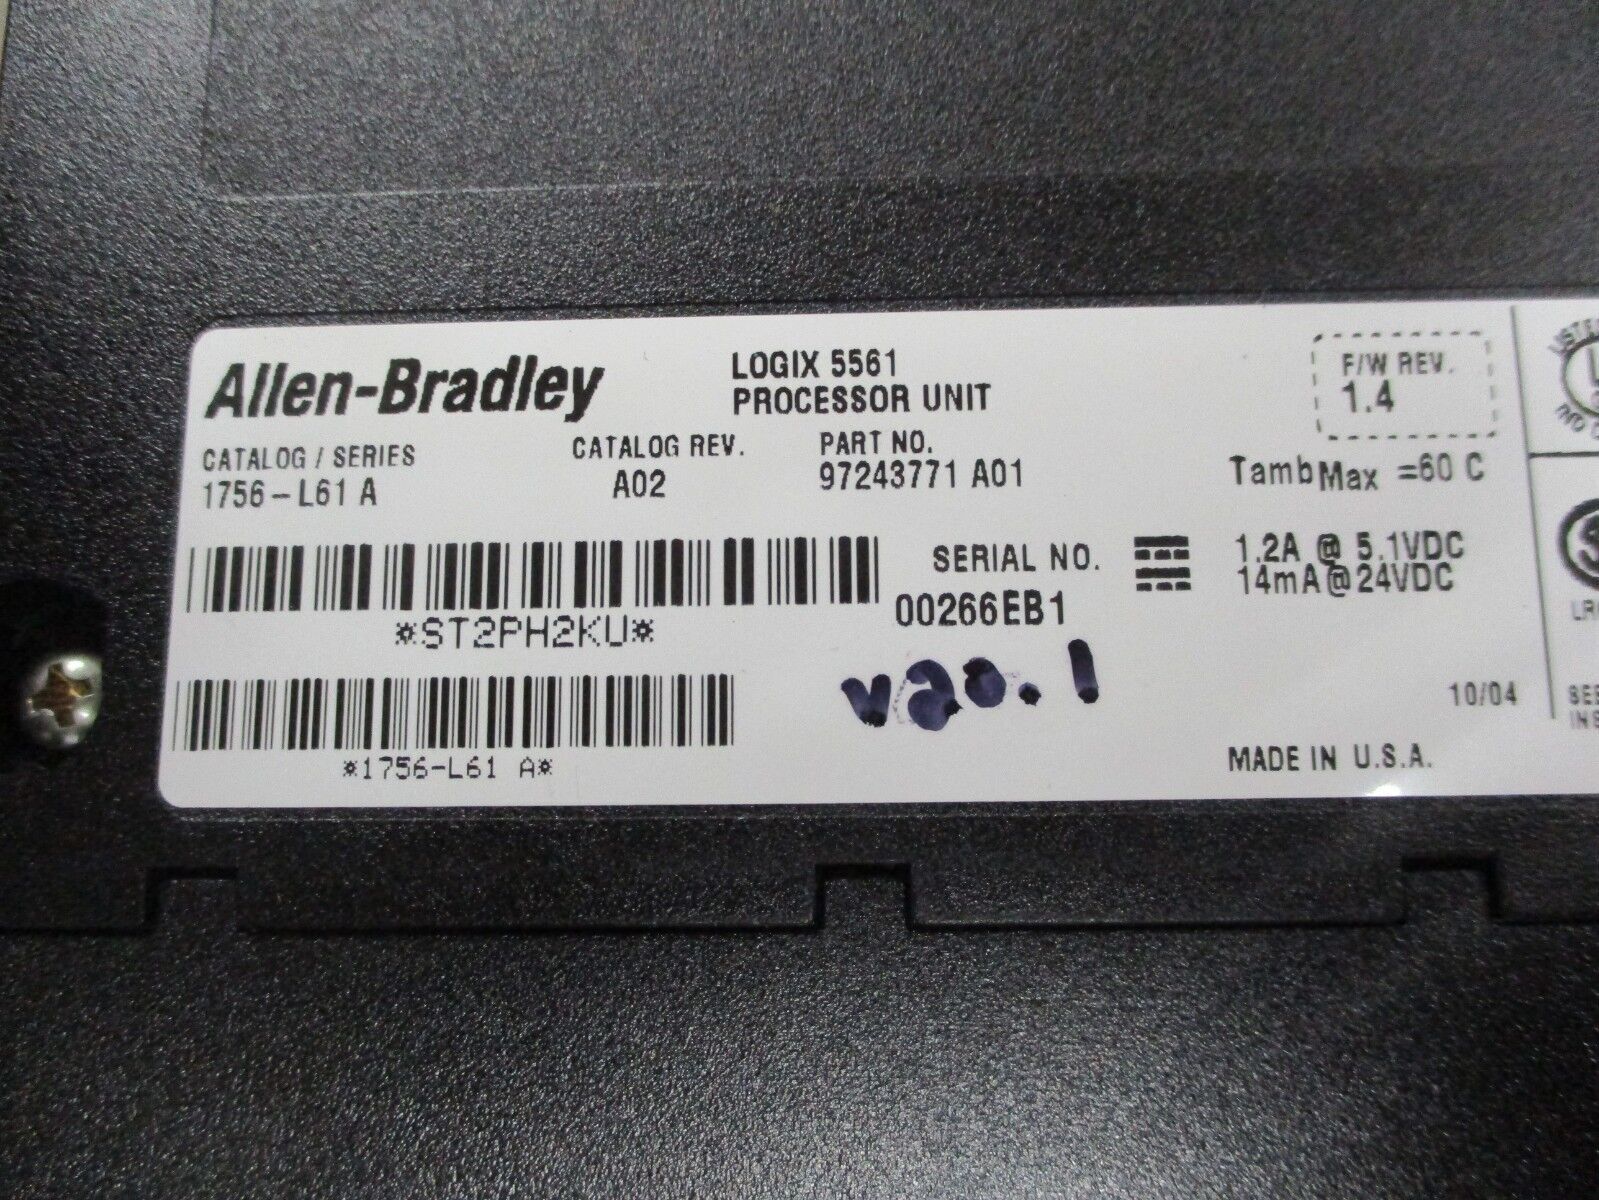 Allen-Bradley
LOGIX 5561
PROCESSOR UNIT
F/W REV.
1.4
CATALOG / SERIES
1756-L61 A
CATALOG REV.
A02
PART NO.
97243771 A01
TambMax =60 C
SERIAL NO.
00266EB1
1.2A @ 5.1VDC
14mA@24VDC
*ST2PH2KU*
v20.1
*1756-L61 A*
10/04
MADE IN U.S.A.